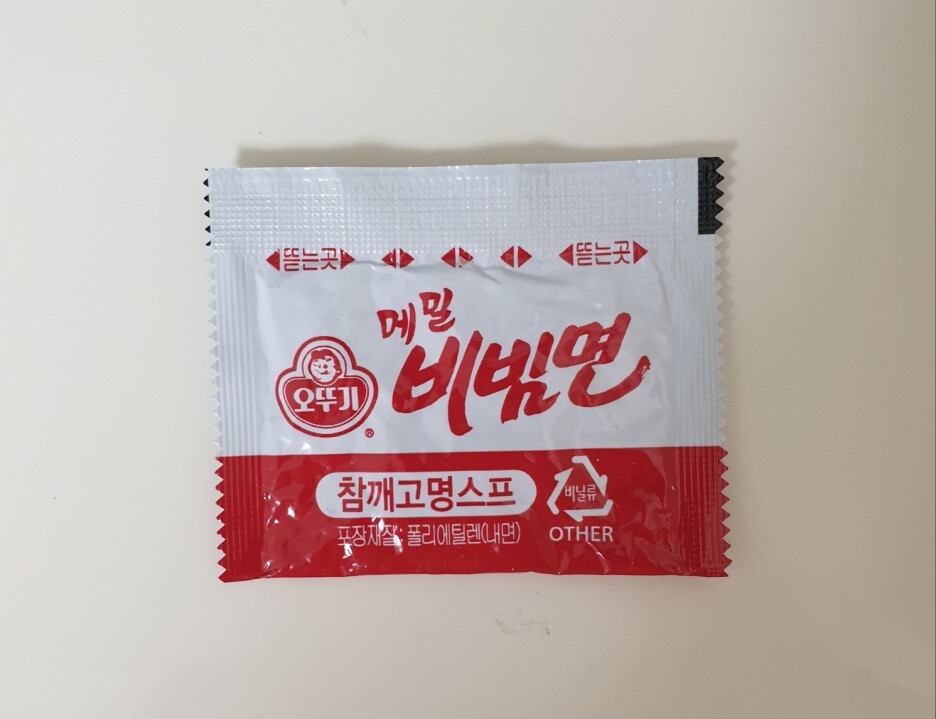 뜯는곳 뜯는곳
메밀
비빔면
오뚜기
참깨고명스프
비닐류
포장재질 : 폴리에틸렌(내면)
OTHER